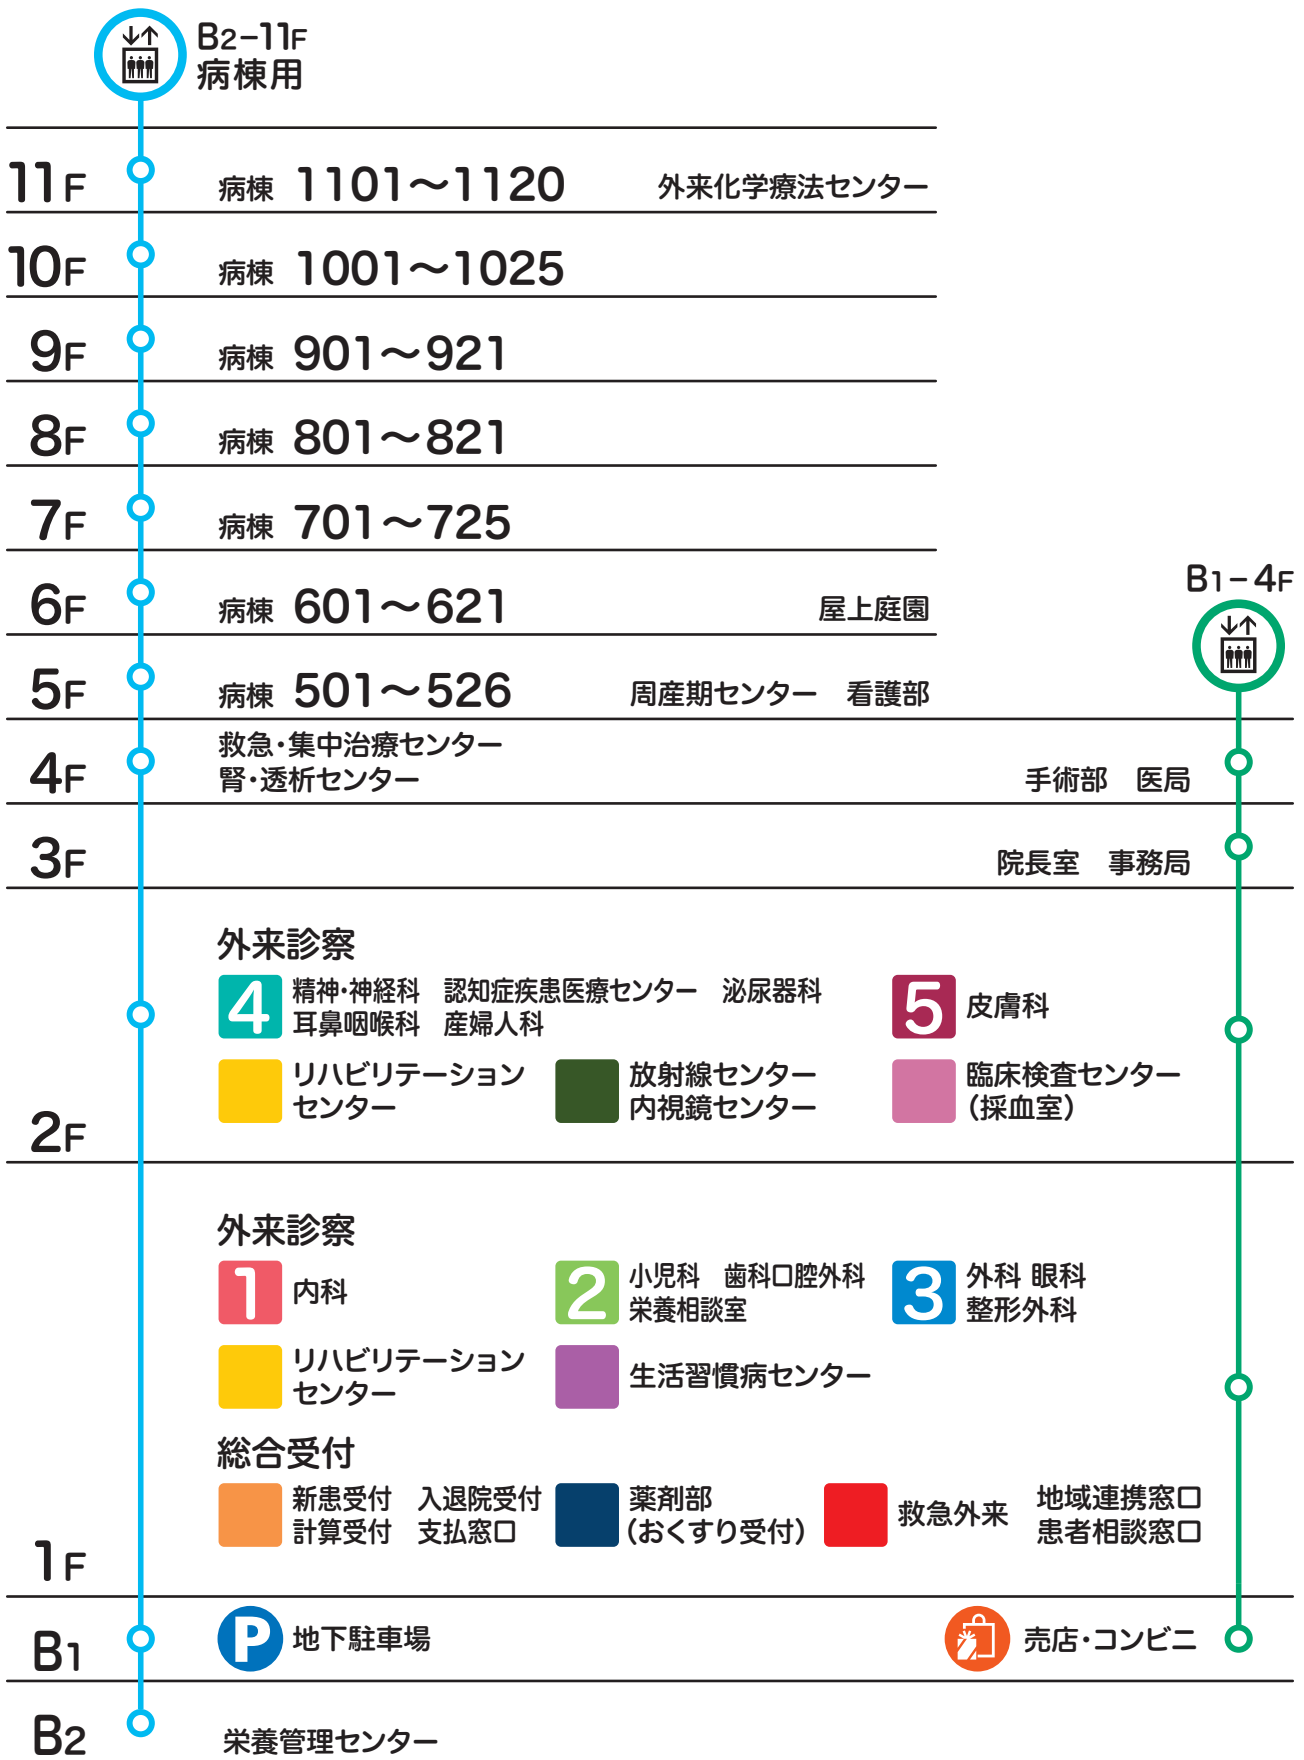 B2−11F
病棟用
11F
病棟 1101〜1120 外来化学療法センター
10F
病棟 1001〜1025
9F
病棟 901〜921
8F
病棟 801〜821
7F
病棟 701〜725
B1−4F
6F
病棟 601〜621 屋上庭園
5F
病棟 501〜526 周産期センター 看護部
4F
救急・集中治療センター
腎・透析センター
手術部 医局
3F
院長室 事務局
2F
外来診察
4
精神・神経科 認知症疾患医療センター 泌尿器科
耳鼻咽喉科 産婦人科
5
皮膚科
リハビリテーション
センター
放射線センター
内視鏡センター
臨床検査センター
（採血室）
1F
外来診察
1
内科
2
小児科 歯科口腔外科
栄養相談室
3
外科 眼科
整形外科
リハビリテーション
センター
生活習慣病センター
総合受付
新患受付 入退院受付
計算受付 支払窓口
薬剤部
（おくすり受付）
救急外来
地域連携窓口
患者相談窓口
B1
P
地下駐車場
売店・コンビニ
B2
栄養管理センター